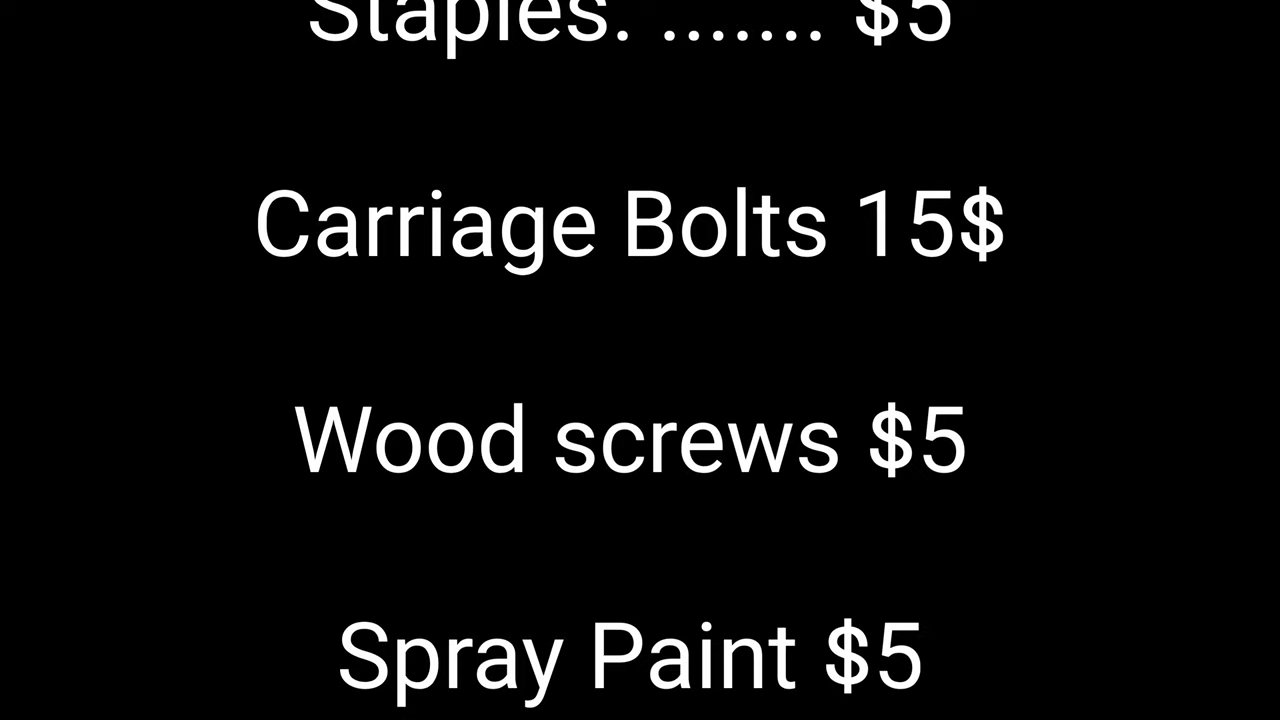 Staples. ....... $5
Carriage Bolts 15$
Wood screws $5
Spray Paint $5